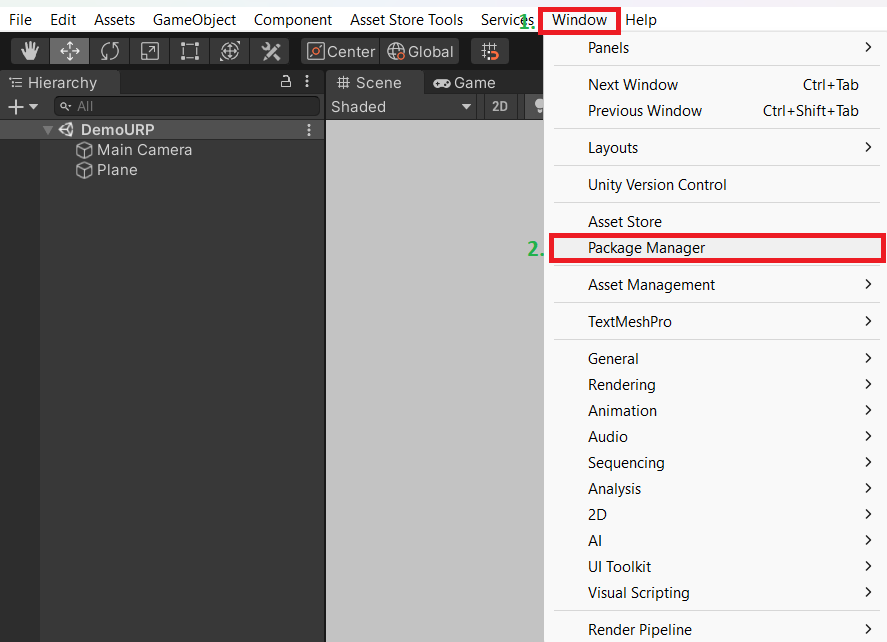 File Edit Assets GameObject Component Asset Store Tools Services 1. Window Help
Center Global
Hierarchy
All
DemoURP
Main Camera
Plane
Scene Game
Shaded 2D
Panels
Next Window Ctrl+Tab
Previous Window Ctrl+Shift+Tab
Layouts
Unity Version Control
Asset Store
2. Package Manager
Asset Management
TextMeshPro
General
Rendering
Animation
Audio
Sequencing
Analysis
2D
AI
UI Toolkit
Visual Scripting
Render Pipeline